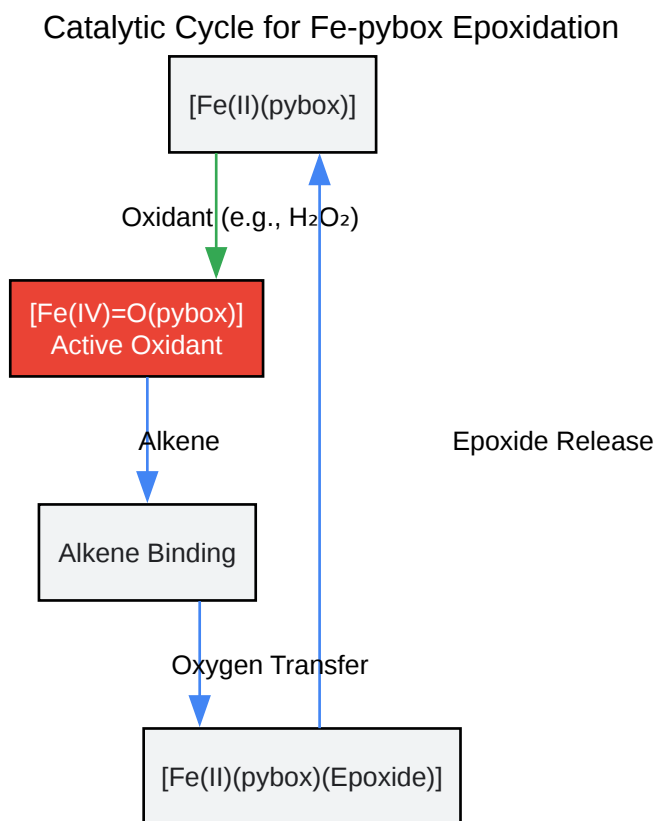 Catalytic Cycle for Fe-pybox Epoxidation
[Fe(II)(pybox)]
Oxidant (e.g., H₂O₂)
[Fe(IV)=O(pybox)]
Active Oxidant
Alkene
Epoxide Release
Alkene Binding
Oxygen Transfer
[Fe(II)(pybox)(Epoxide)]